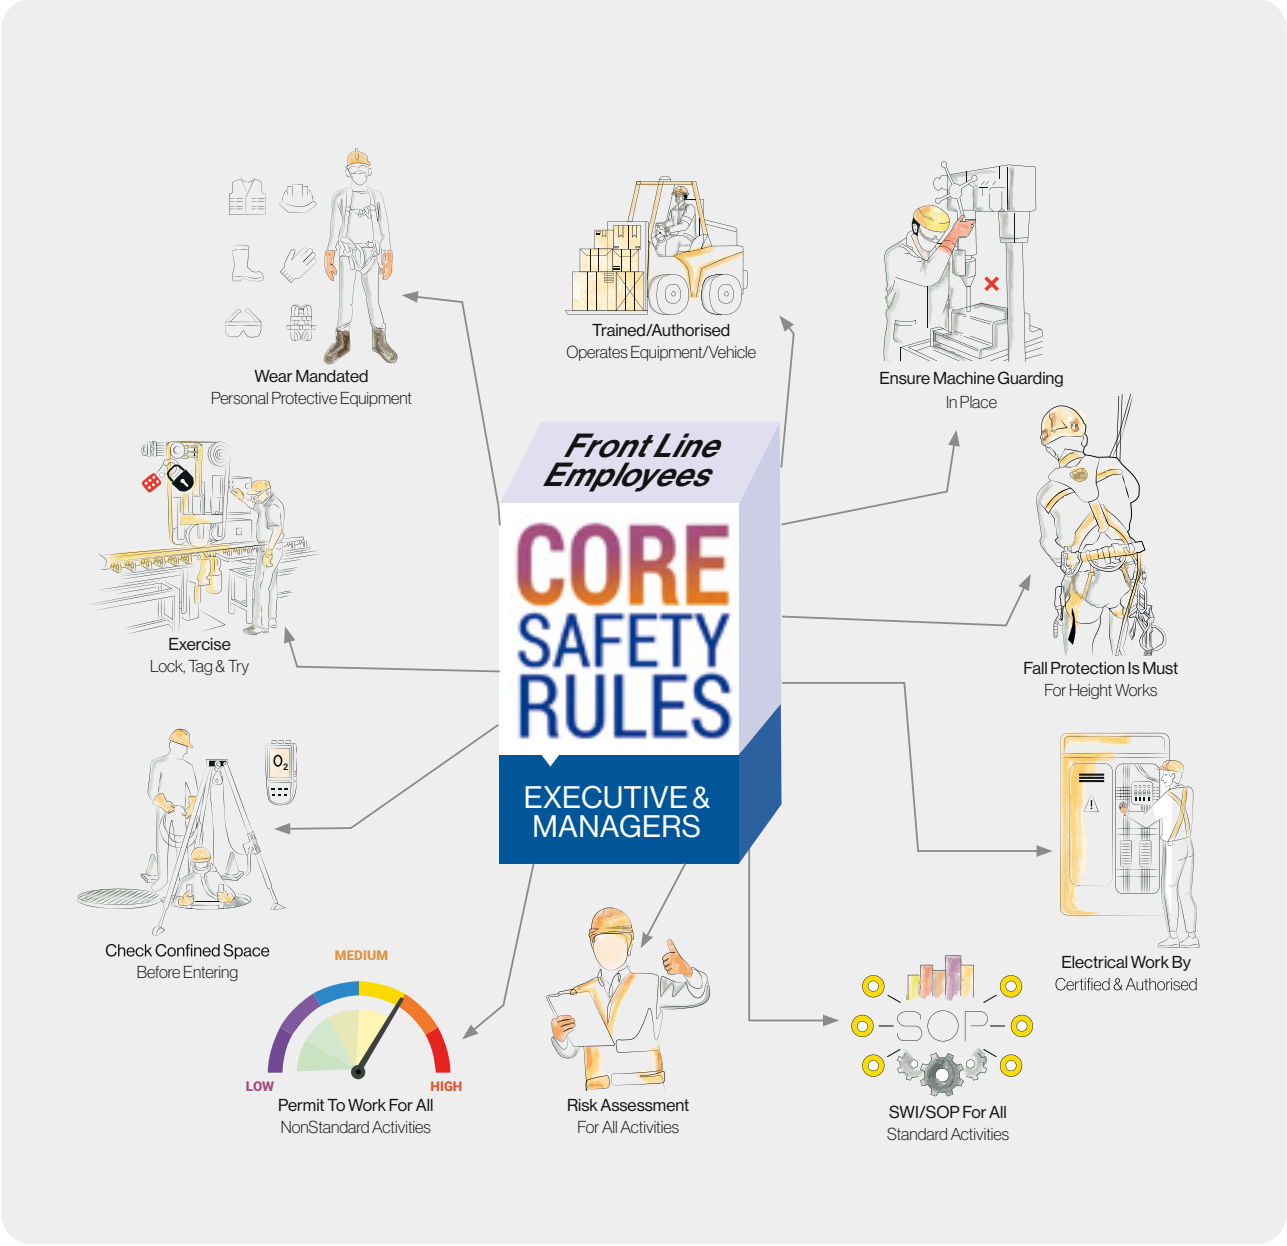 Wear Mandated
Personal Protective Equipment
Trained/Authorised
Operates Equipment/Vehicle
Ensure Machine Guarding
In Place
Front Line
Employees
CORE
SAFETY
RULES
EXECUTIVE &
MANAGERS
Exercise
Lock, Tag & Try
Fall Protection Is Must
For Height Works
O2
Check Confined Space
Before Entering
Electrical Work By
Certified & Authorised
MEDIUM
LOW
HIGH
Permit To Work For All
NonStandard Activities
Risk Assessment
For All Activities
SOP
SWI/SOP For All
Standard Activities